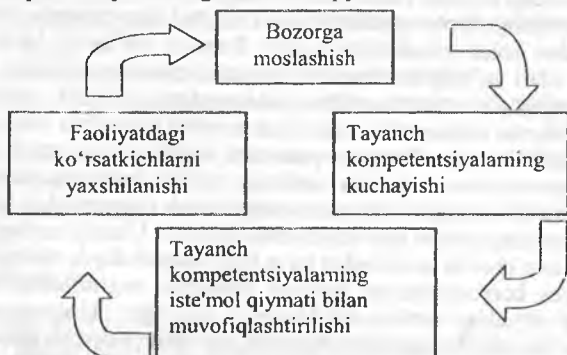 Bozorga
moslashish
Faoliyatdagi
ko‘rsatkichlarni
yaxshilanishi
Tayanch
kompetentsiyalarning
kuchayishi
Tayanch
kompetentsiyalarning
iste'mol qiymati bilan
muvofiqlashtirilishi